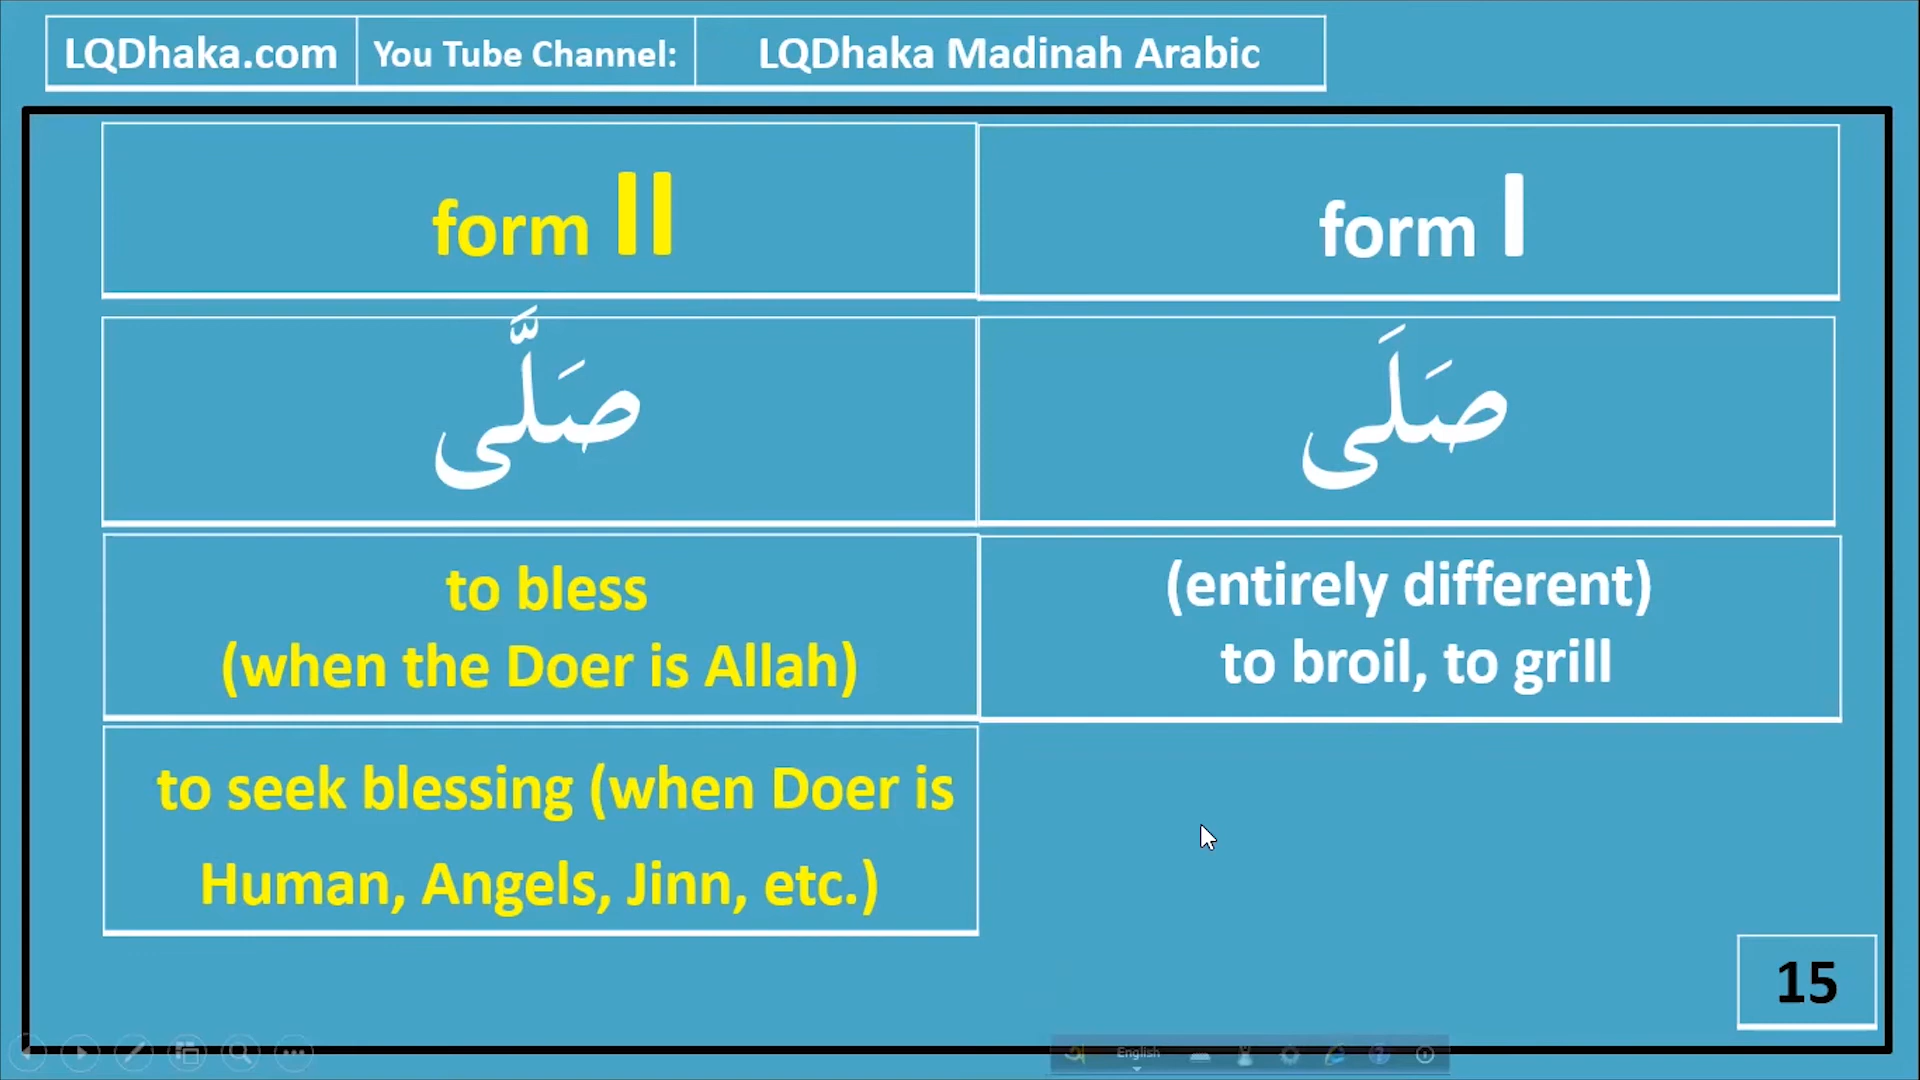 LQDhaka.com You Tube Channel: LQDhaka Madinah Arabic
form II form I
صَلَّى صَلَى
to bless
(when the Doer is Allah)
(entirely different)
to broil, to grill
to seek blessing (when Doer is
Human, Angels, Jinn, etc.)
15
English